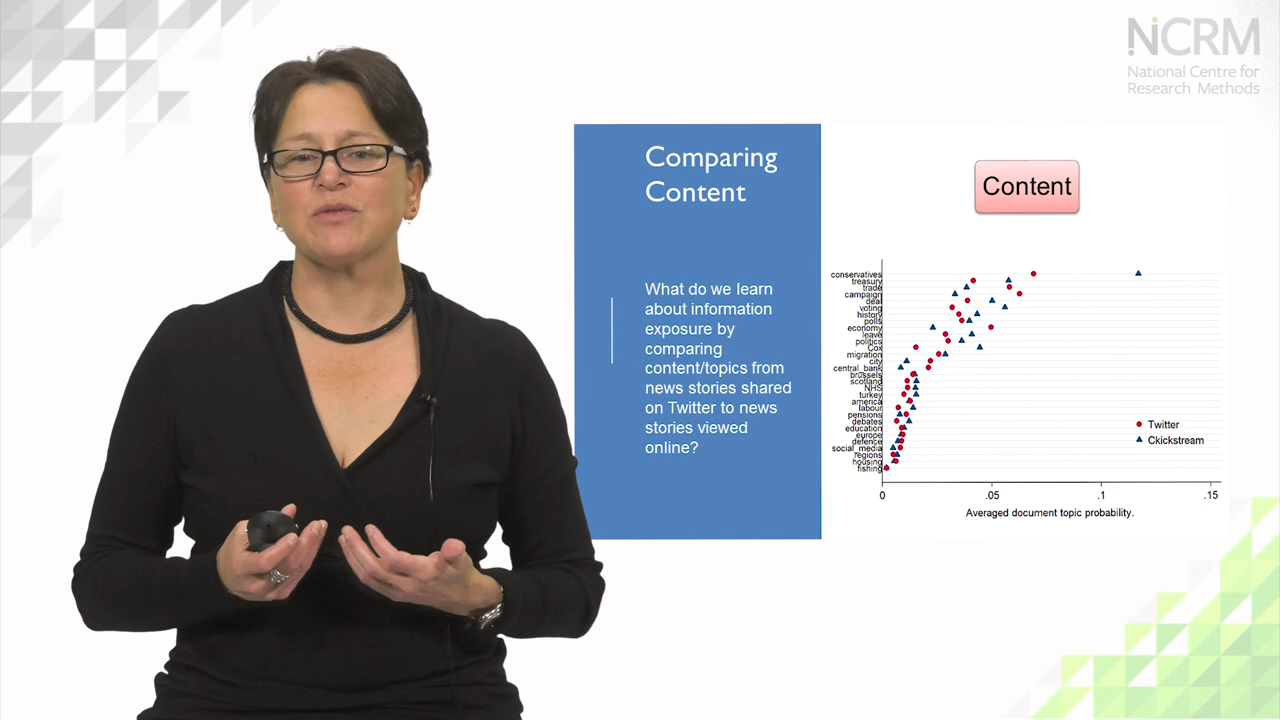 NCRM
National Centre for
Research Methods
Comparing
Content
What do we learn
about information
exposure by
comparing
content/topics from
news stories shared
on Twitter to news
stories viewed
online?
Content
conservatives
treasury
trade
campaign
deal
voting
history
polls
economy
leave
politics
Cox
migration
city
central_bank
brussels
scotland
NHS
turkey
america
labour
pensions
debates
education
europe
defence
social_media
regions
housing
fishing
Twitter
Ckickstream
0 .05 .1 .15
Averaged document topic probability.